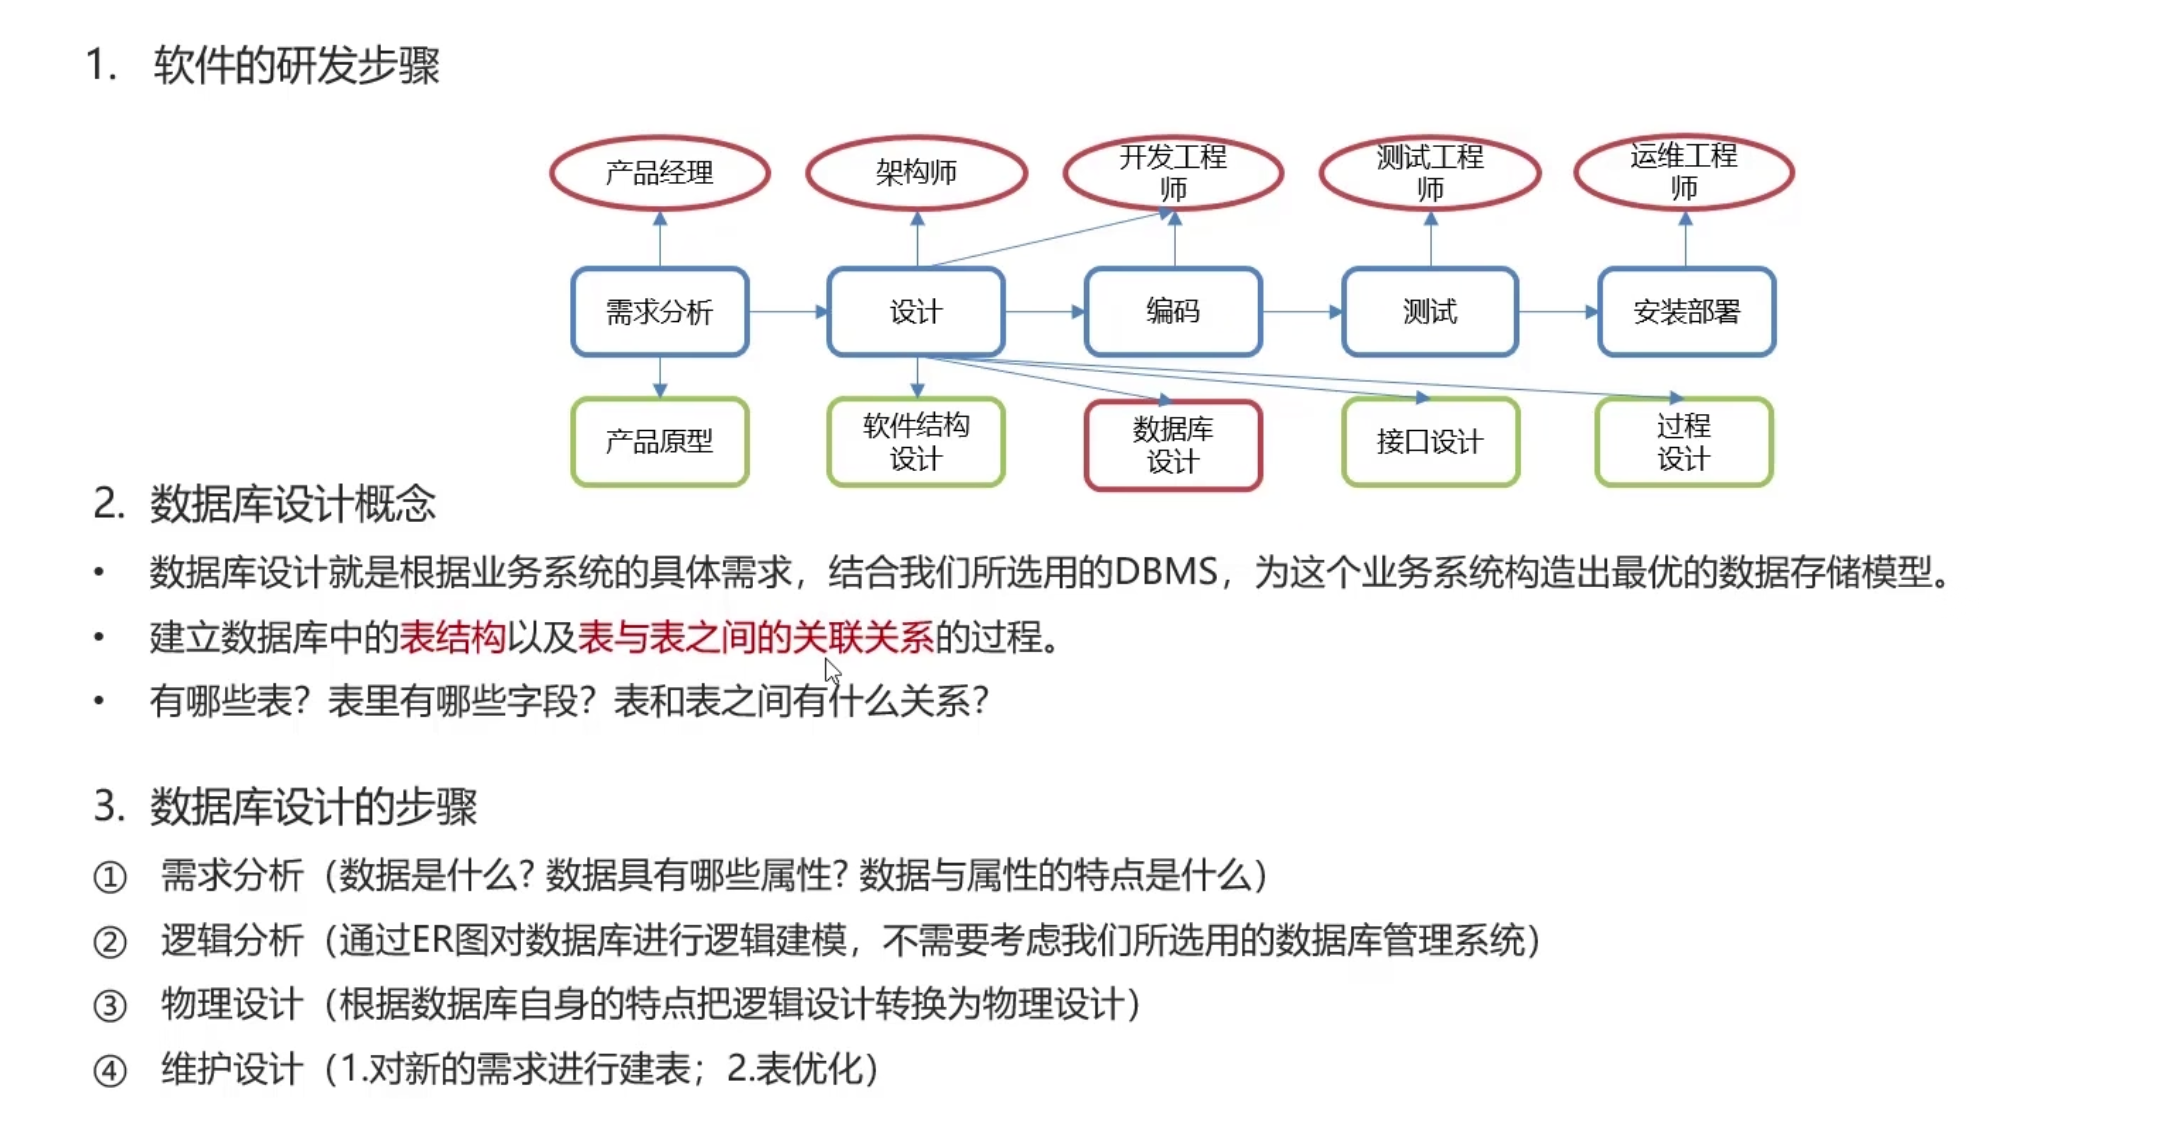 1. 软件的研发步骤
产品经理
架构师
开发工程
师
测试工程
师
运维工程
师
需求分析
设计
编码
测试
安装部署
产品原型
软件结构
设计
数据库
设计
接口设计
过程
设计
2. 数据库设计概念
• 数据库设计就是根据业务系统的具体需求，结合我们所选用的DBMS，为这个业务系统构造出最优的数据存储模型。
• 建立数据库中的表结构以及表与表之间的关联关系的过程。
• 有哪些表？表里有哪些字段？表和表之间有什么关系？
3. 数据库设计的步骤
① 需求分析（数据是什么? 数据具有哪些属性? 数据与属性的特点是什么）
② 逻辑分析（通过ER图对数据库进行逻辑建模，不需要考虑我们所选用的数据库管理系统）
③ 物理设计（根据数据库自身的特点把逻辑设计转换为物理设计）
④ 维护设计（1.对新的需求进行建表；2.表优化）